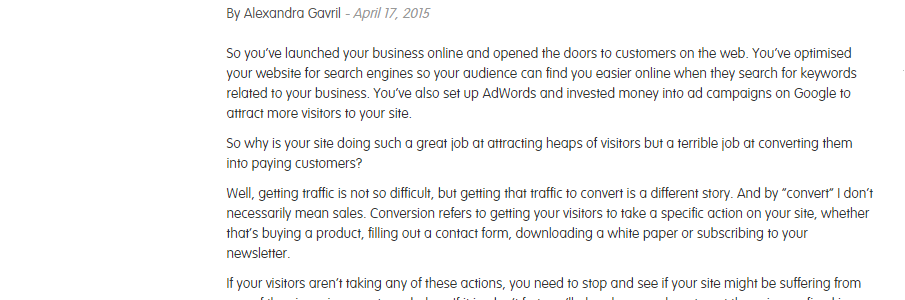 By Alexandra Gavril - April 17, 2015
So you've launched your business online and opened the doors to customers on the web. You've optimised
your website for search engines so your audience can find you easier online when they search for keywords
related to your business. You've also set up AdWords and invested money into ad campaigns on Google to
attract more visitors to your site.
So why is your site doing such a great job at attracting heaps of visitors but a terrible job at converting them
into paying customers?
Well, getting traffic is not so difficult, but getting that traffic to convert is a different story. And by “convert” I don't
necessarily mean sales. Conversion refers to getting your visitors to take a specific action on your site, whether
that's buying a product, filling out a contact form, downloading a white paper or subscribing to your
newsletter.
If your visitors aren't taking any of these actions, you need to stop and see if your site might be suffering from